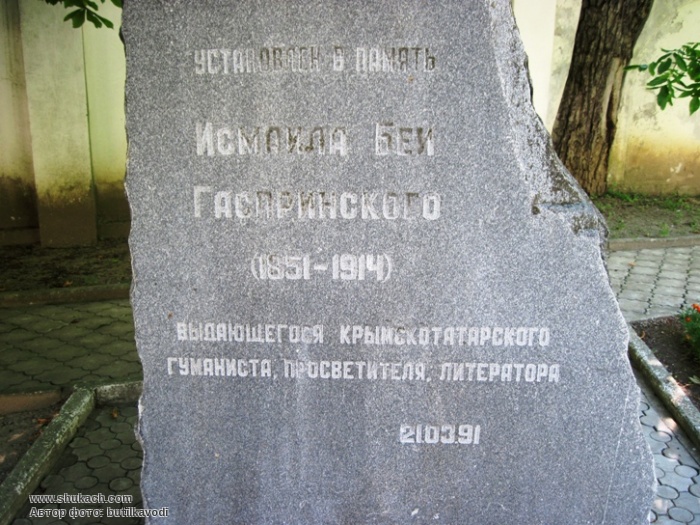 УСТАНОВЛЕН В ПАМЯТЬ
ИСМАИЛА БЕИ
ГАСПРИНСКОГО
(1851-1914)
ВЫДАЮЩЕГОСЯ КРЫМСКОТАТАРСКОГО
ГУМАНИСТА, ПРОСВЕТИТЕЛЯ, ЛИТЕРАТОРА
21.03.91
www.shukach.com
Автор фото: butilkavodi